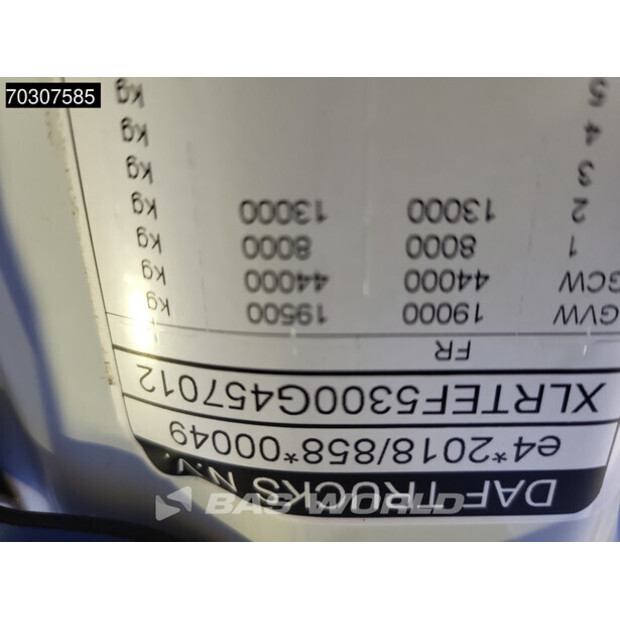 70307585
DAF TRUCKS N.V.
e4*2018/858*00049
XLRTEF5300G457012
FR
GVW 19000 19500 kg
GCW 44000 44000 kg
1 8000 8000 kg
2 13000 13000 kg
3 kg
4 kg
5 kg
BAS WORLD